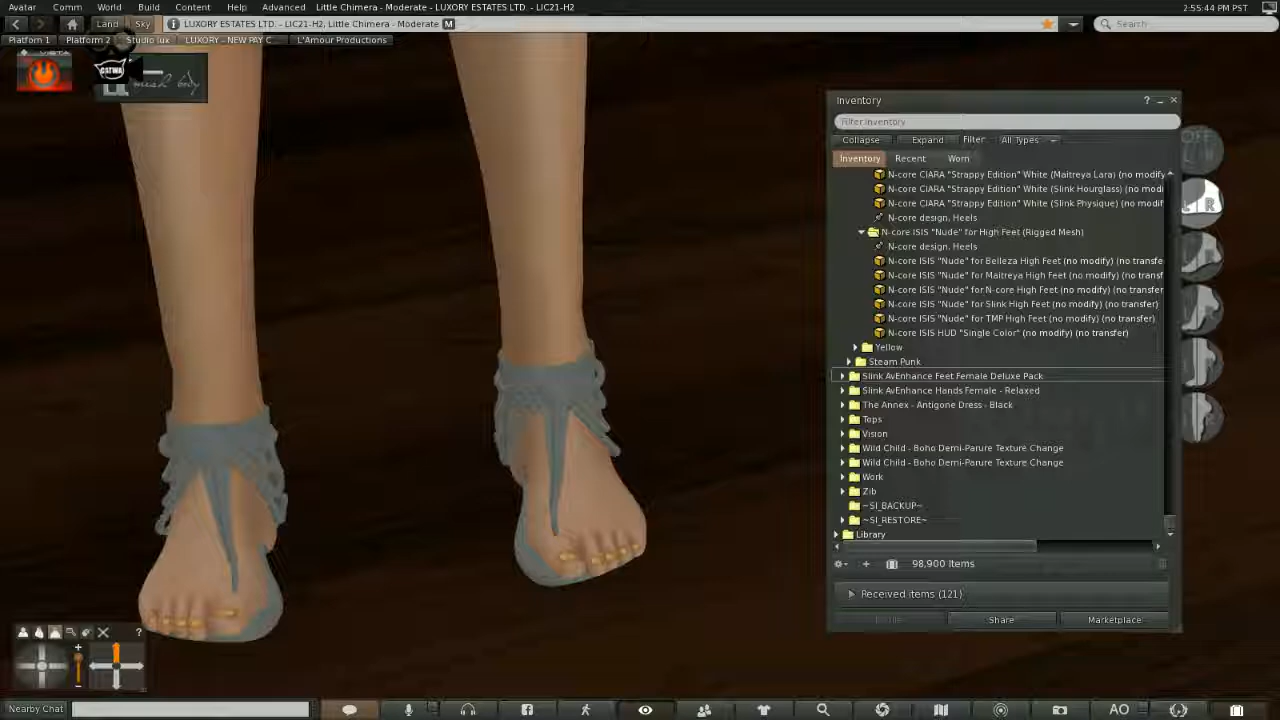 Avatar Comm World Build Content Help Advanced Little Chimera - Moderate - LUXORY ESTATES LTD. - LIC21-H2 2:55:44 PM PST
Land Sky LUXORY ESTATES LTD. - LIC21-H2, Little Chimera - Moderate M Search
Platform 1 Platform 2 Studio lux LUXORY - NEW PAY C L'Amour Productions
CATWA mesh body
Inventory ? _ ×
Filter Inventory
Collapse Expand Filter All Types
Inventory Recent Worn
N-core CIARA "Strappy Edition" White (Maitreya Lara) (no modify
N-core CIARA "Strappy Edition" White (Slink Hourglass) (no modi
N-core CIARA "Strappy Edition" White (Slink Physique) (no modif
N-core design, Heels
N-core ISIS "Nude" for High Feet (Rigged Mesh)
N-core design, Heels
N-core ISIS "Nude" for Belleza High Feet (no modify) (no transfe
N-core ISIS "Nude" for Maitreya High Feet (no modify) (no transf
N-core ISIS "Nude" for N-core High Feet (no modify) (no transfer
N-core ISIS "Nude" for Slink High Feet (no modify) (no transfer)
N-core ISIS "Nude" for TMP High Feet (no modify) (no transfer)
N-core ISIS HUD "Single Color" (no modify) (no transfer)
Yellow
Steam Punk
Slink AvEnhance Feet Female Deluxe Pack
Slink AvEnhance Hands Female - Relaxed
The Annex - Antigone Dress - Black
Tops
Vision
Wild Child - Boho Demi-Parure Texture Change
Wild Child - Boho Demi-Parure Texture Change
Work
Zib
~SI_BACKUP~
~SI_RESTORE~
Library
98,900 Items
Received items (121)
Share Marketplace
OFF
L R
?
Nearby Chat AO